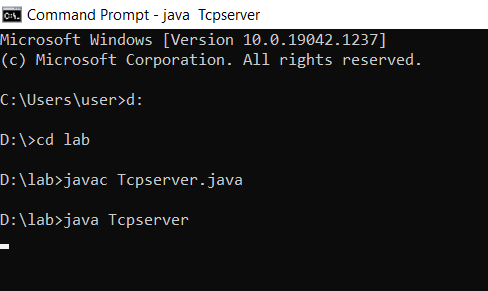 Command Prompt - java  Tcpserver
Microsoft Windows [Version 10.0.19042.1237]
(c) Microsoft Corporation. All rights reserved.
C:\Users\user>d:
D:\>cd lab
D:\lab>javac Tcpserver.java
D:\lab>java Tcpserver